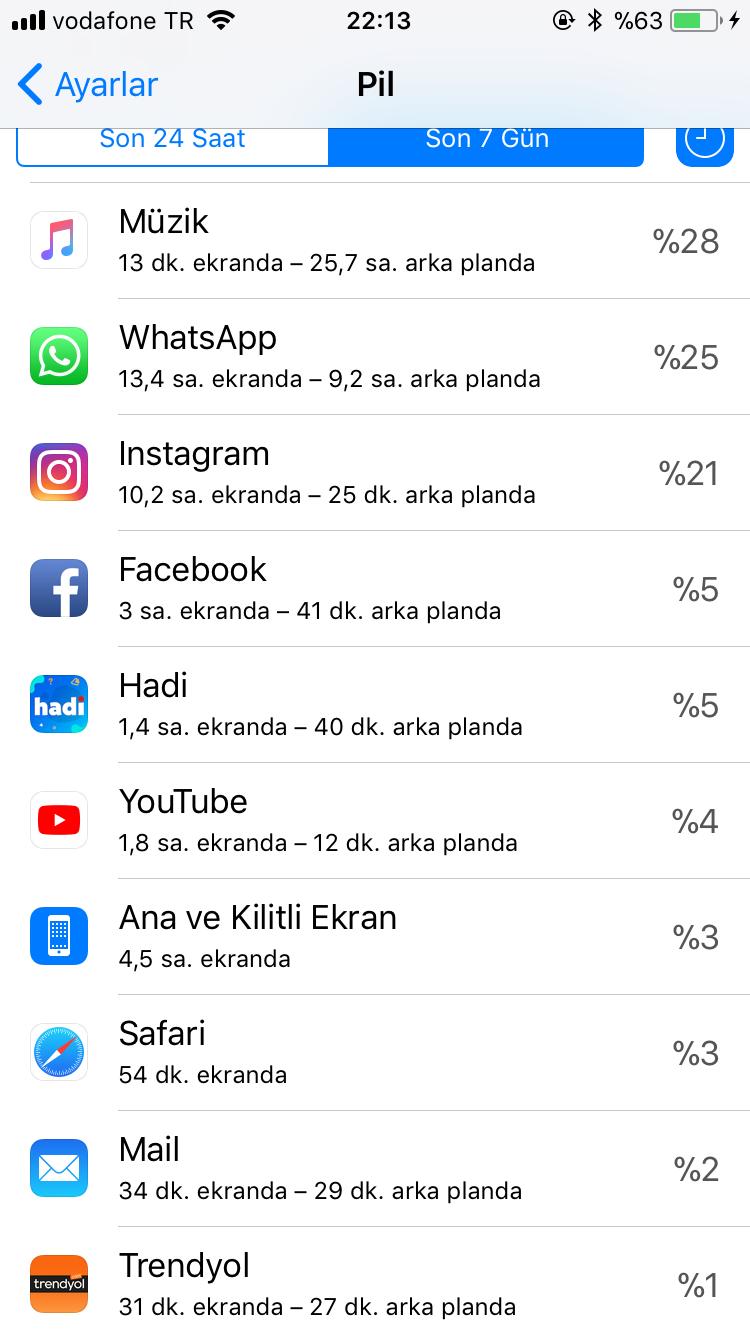 vodafone TR 22:13 %63
Ayarlar Pil
Son 24 Saat Son 7 Gün
Müzik %28
13 dk. ekranda – 25,7 sa. arka planda
WhatsApp %25
13,4 sa. ekranda – 9,2 sa. arka planda
Instagram %21
10,2 sa. ekranda – 25 dk. arka planda
Facebook %5
3 sa. ekranda – 41 dk. arka planda
hadi
Hadi %5
1,4 sa. ekranda – 40 dk. arka planda
YouTube %4
1,8 sa. ekranda – 12 dk. arka planda
Ana ve Kilitli Ekran %3
4,5 sa. ekranda
Safari %3
54 dk. ekranda
Mail %2
34 dk. ekranda – 29 dk. arka planda
trendyol
Trendyol %1
31 dk. ekranda – 27 dk. arka planda